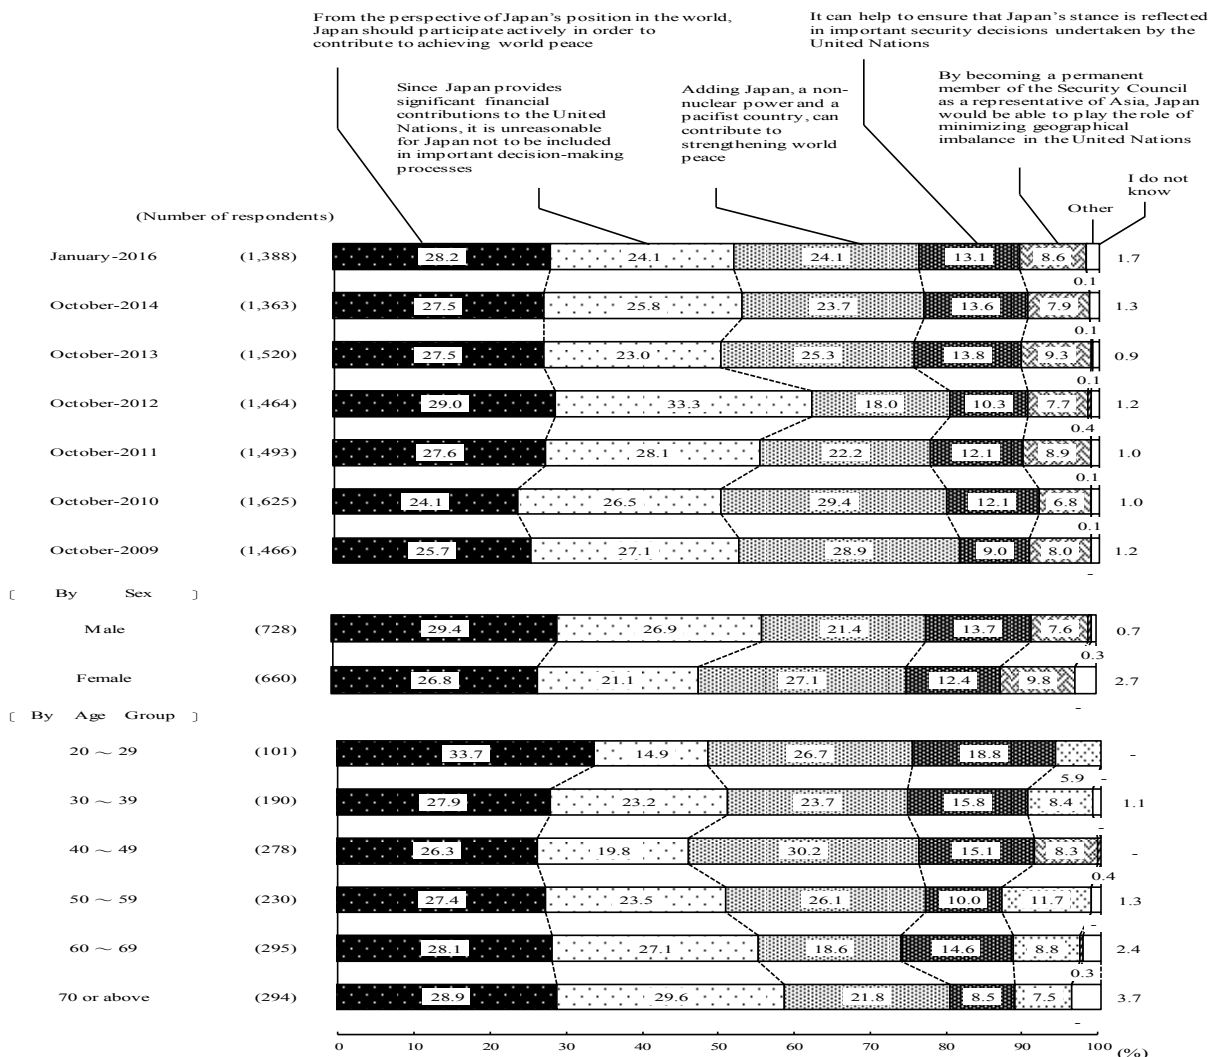 From the perspective of Japan's position in the world,
Japan should participate actively in order to
contribute to achieving world peace
It can help to ensure that Japan's stance is reflected
in important security decisions undertaken by the
United Nations
Since Japan provides
significant financial
contributions to the United
Nations, it is unreasonable
for Japan not to be included
in important decision-making
processes
Adding Japan, a non-
nuclear power and a
pacifist country, can
contribute to
strengthening world
peace
By becoming a permanent
member of the Security Council
as a representative of Asia, Japan
would be able to play the role of
minimizing geographical
imbalance in the United Nations
I do not
know
Other
(Number of respondents)
January-2016 (1,388) 28.2 24.1 24.1 13.1 8.6 1.7
0.1
October-2014 (1,363) 27.5 25.8 23.7 13.6 7.9 1.3
0.1
October-2013 (1,520) 27.5 23.0 25.3 13.8 9.3 0.9
0.1
October-2012 (1,464) 29.0 33.3 18.0 10.3 7.7 1.2
0.4
October-2011 (1,493) 27.6 28.1 22.2 12.1 8.9 1.0
0.1
October-2010 (1,625) 24.1 26.5 29.4 12.1 6.8 1.0
0.1
October-2009 (1,466) 25.7 27.1 28.9 9.0 8.0 1.2
-
〔 By Sex 〕
Male (728) 29.4 26.9 21.4 13.7 7.6 0.7
0.3
Female (660) 26.8 21.1 27.1 12.4 9.8 2.7
-
〔 By Age Group 〕
20 ～ 29 (101) 33.7 14.9 26.7 18.8 -
5.9 -
30 ～ 39 (190) 27.9 23.2 23.7 15.8 8.4 1.1
-
40 ～ 49 (278) 26.3 19.8 30.2 15.1 8.3 -
0.4
50 ～ 59 (230) 27.4 23.5 26.1 10.0 11.7 1.3
-
60 ～ 69 (295) 28.1 27.1 18.6 14.6 8.8 2.4
0.3
70 or above (294) 28.9 29.6 21.8 8.5 7.5 3.7
-
0 10 20 30 40 50 60 70 80 90 100 (%)